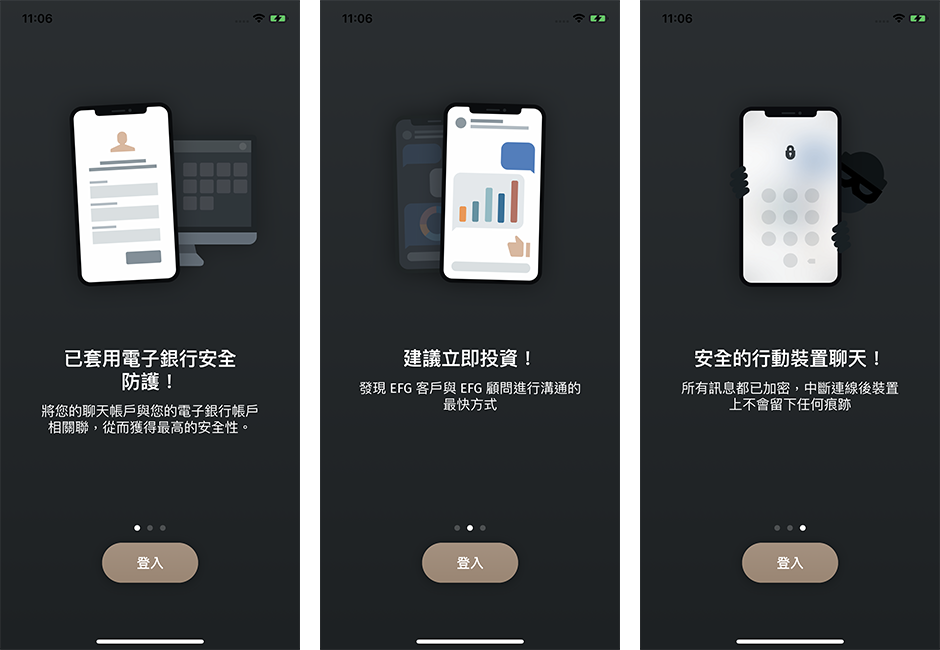 11:06
已套用電子銀行安全
防護！
將您的聊天帳戶與您的電子銀行帳戶
相關聯，從而獲得最高的安全性。
登入
11:06
建議立即投資！
發現 EFG 客戶與 EFG 顧問進行溝通的
最快方式
登入
11:06
安全的行動裝置聊天！
所有訊息都已加密，中斷連線後裝置
上不會留下任何痕跡
登入